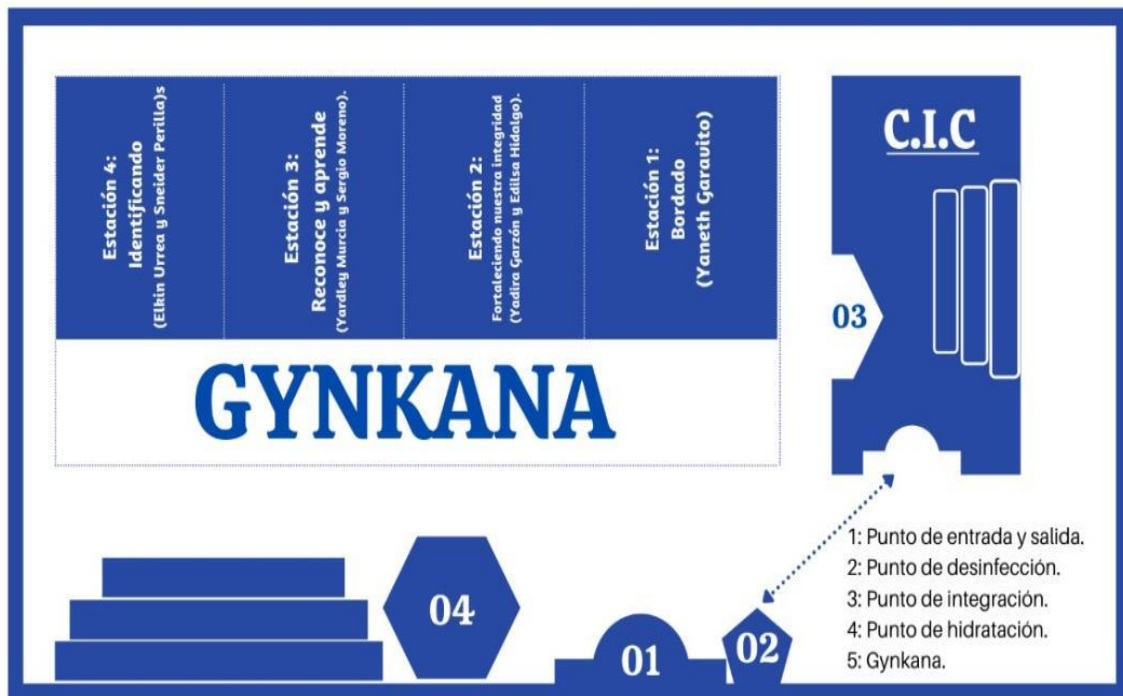 Estación 4:
Identificando
(Elkin Urrea y Sneider Perilla)s
Estación 3:
Reconoce y aprende
(Yardley Murcia y Sergio Moreno).
Estación 2:
Fortaleciendo nuestra integridad
(Yadira Garzón y Edilsa Hidalgo).
Estación 1:
Bordado
(Yaneth Garavito)
C.I.C
03
GYNKANA
04
01
02
1: Punto de entrada y salida.
2: Punto de desinfección.
3: Punto de integración.
4: Punto de hidratación.
5: Gynkana.